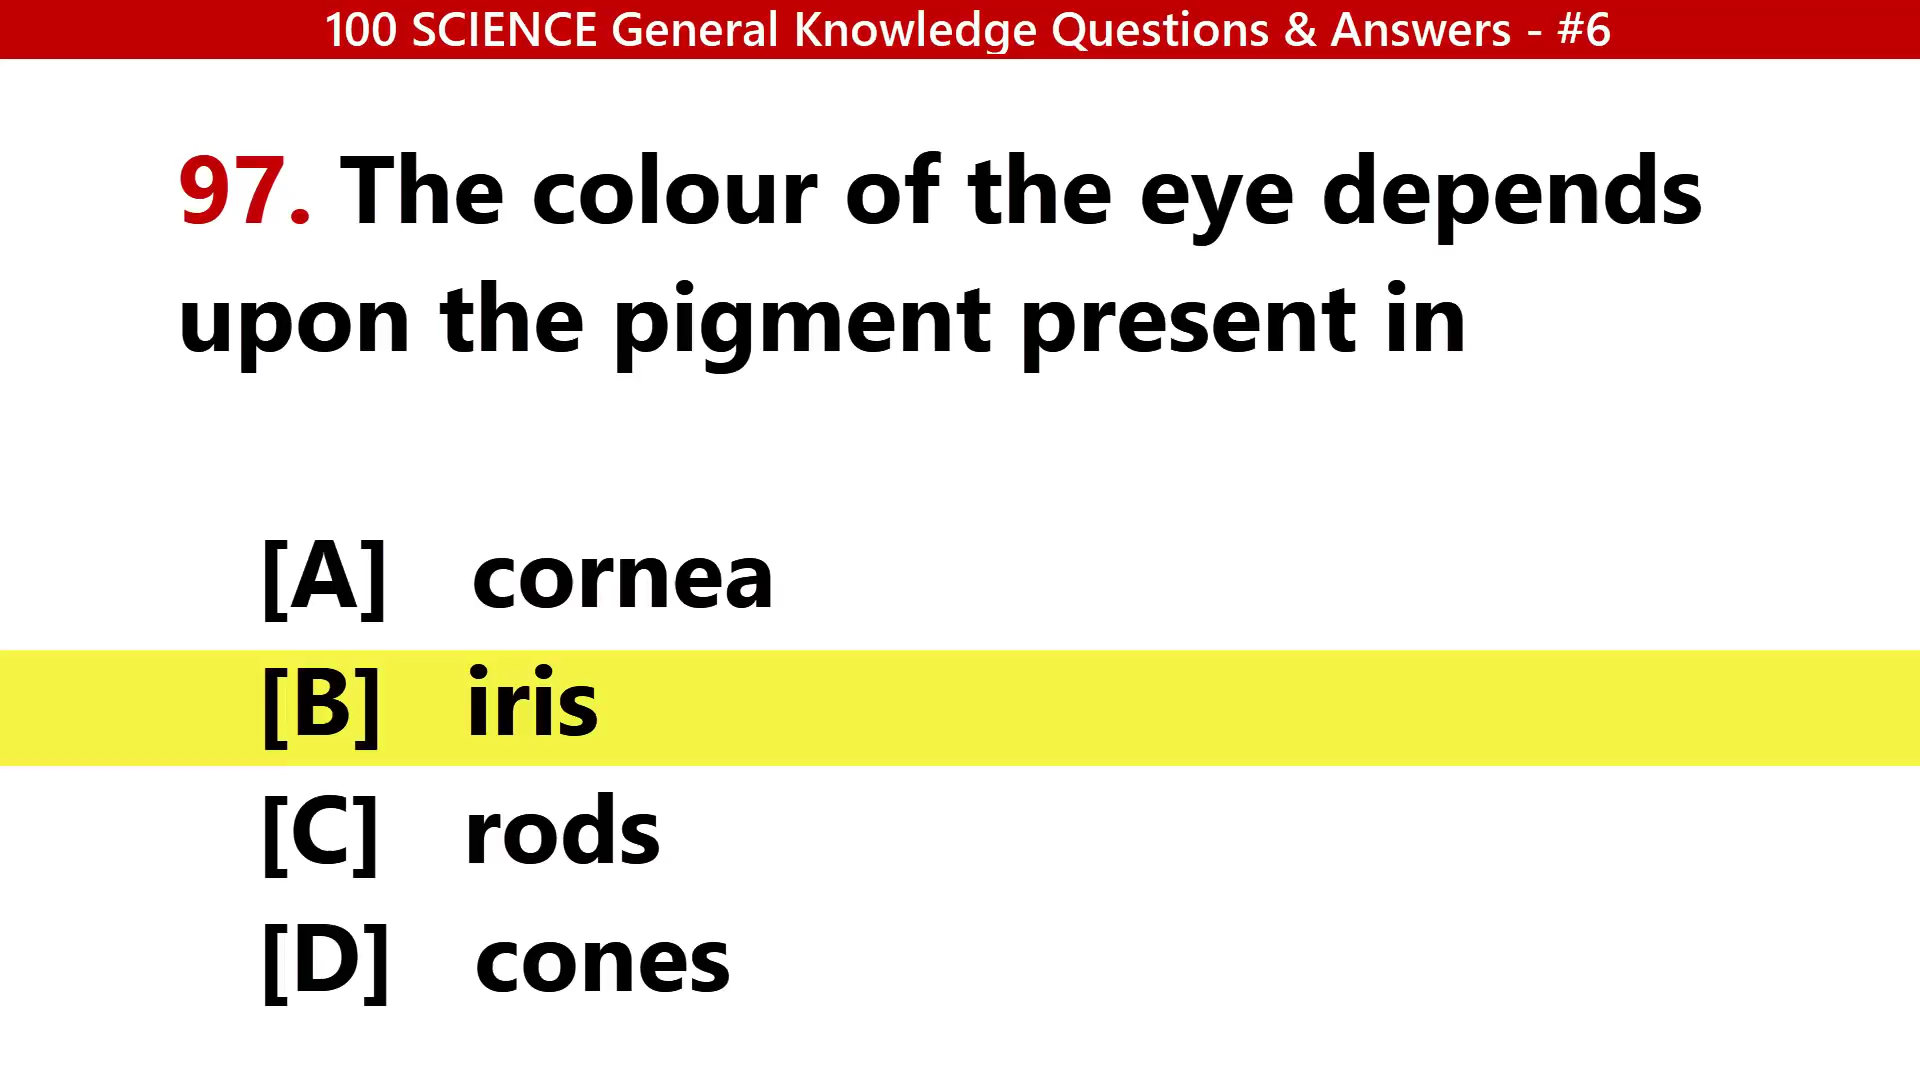 100 SCIENCE General Knowledge Questions & Answers - #6
97. The colour of the eye depends
upon the pigment present in
[A] cornea
[B] iris
[C] rods
[D] cones